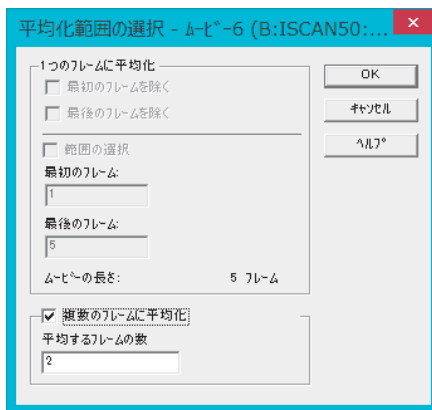 平均化範囲の選択 - ﾑｰﾋﾞｰ6 (B:ISCAN50:...
1つのﾌﾚｰﾑに平均化
最初のﾌﾚｰﾑを除く
最後のﾌﾚｰﾑを除く
範囲の選択
最初のﾌﾚｰﾑ:
1
最後のﾌﾚｰﾑ:
5
ﾑｰﾋﾞｰの長さ: 5 ﾌﾚｰﾑ
複数のﾌﾚｰﾑに平均化
平均するﾌﾚｰﾑの数
2
OK
ｷｬﾝｾﾙ
ﾍﾙﾌﾟ